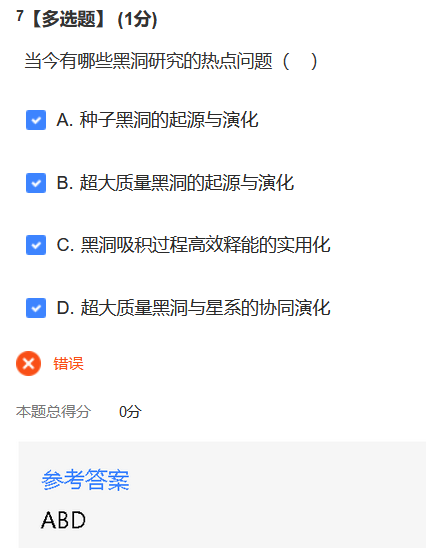 7【多选题】 (1分)
当今有哪些黑洞研究的热点问题（ ）
A. 种子黑洞的起源与演化
B. 超大质量黑洞的起源与演化
C. 黑洞吸积过程高效释能的实用化
D. 超大质量黑洞与星系的协同演化
错误
本题总得分 0分
参考答案
ABD